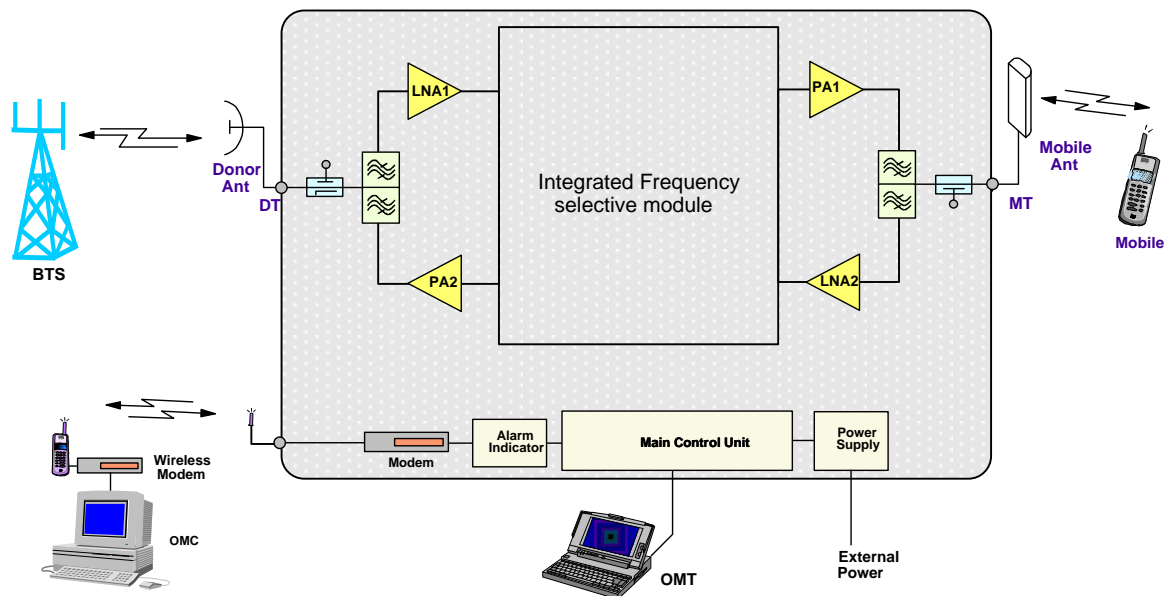 LNA1
PA1
Donor
Ant
DT
Integrated Frequency
selective module
Mobile
Ant
MT
Mobile
BTS
PA2
LNA2
Wireless
Modem
OMC
Modem
Alarm
Indicator
Main Control Unit
Power
Supply
OMT
External
Power